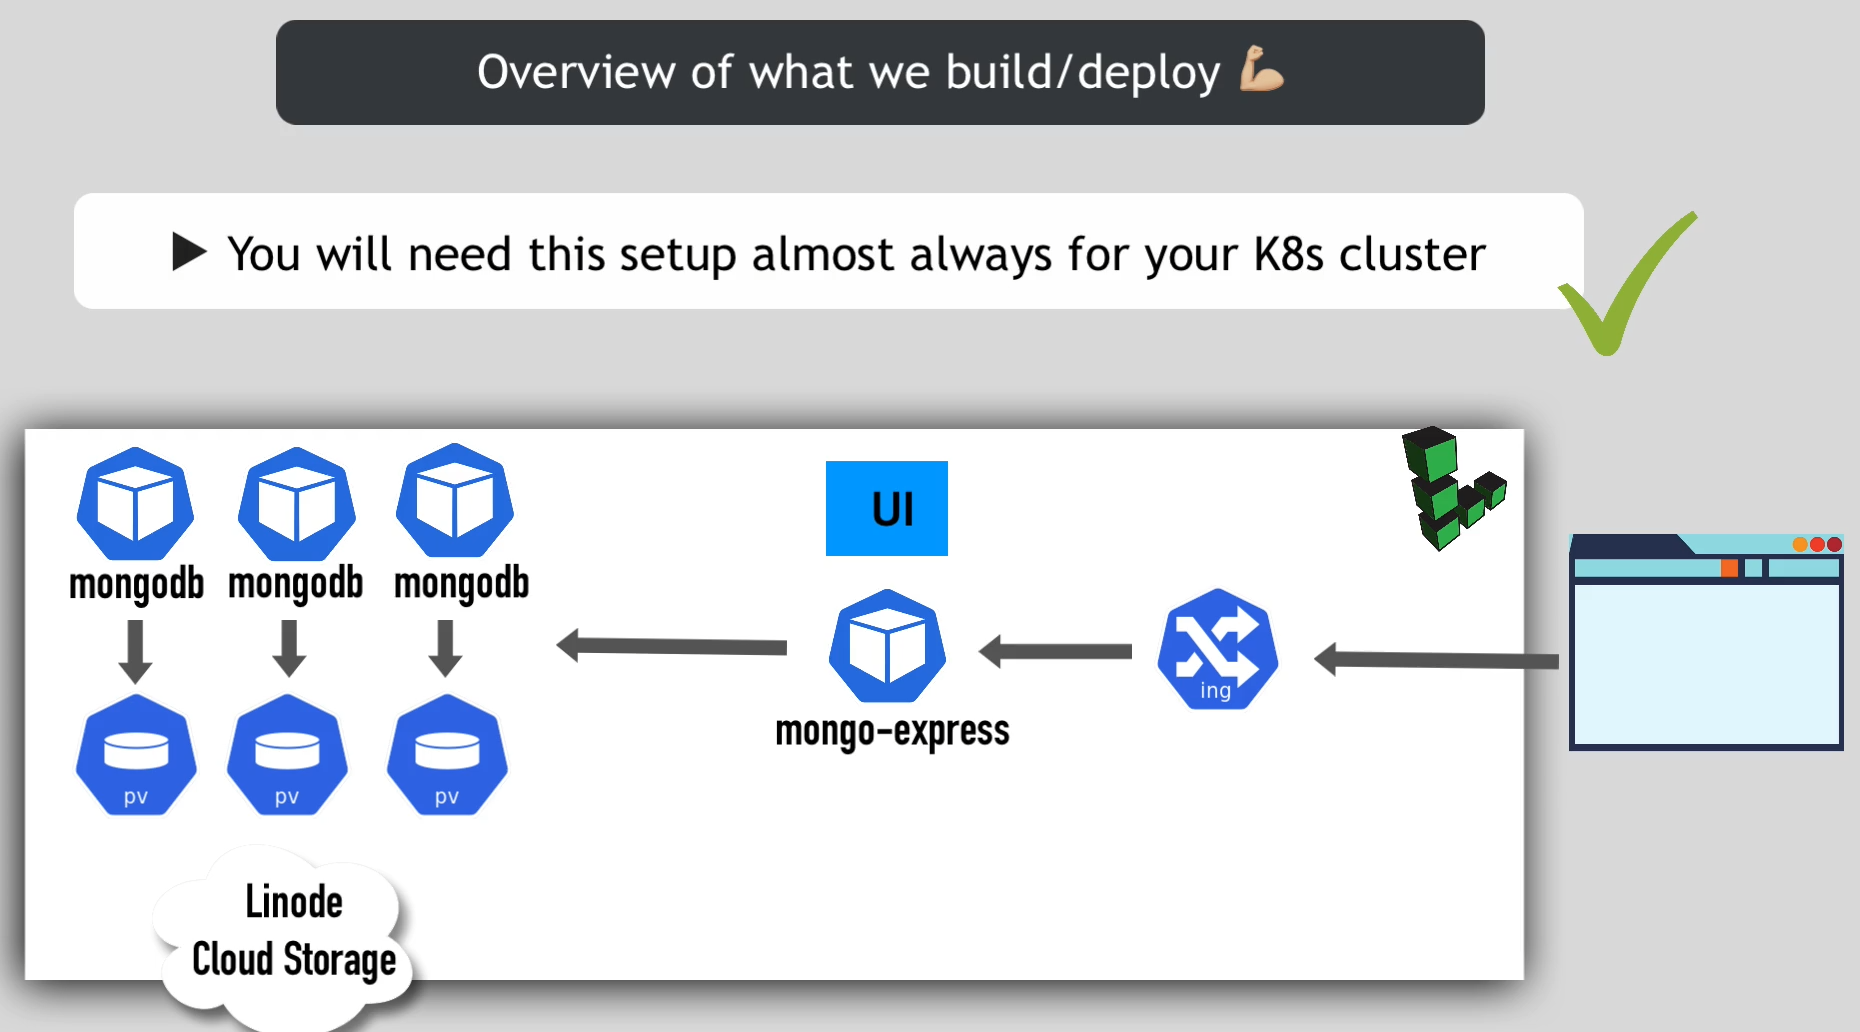 Overview of what we build/deploy 💪🏼
▶ You will need this setup almost always for your K8s cluster
mongodb mongodb mongodb
UI
mongo-express
ing
pv pv pv
Linode
Cloud Storage